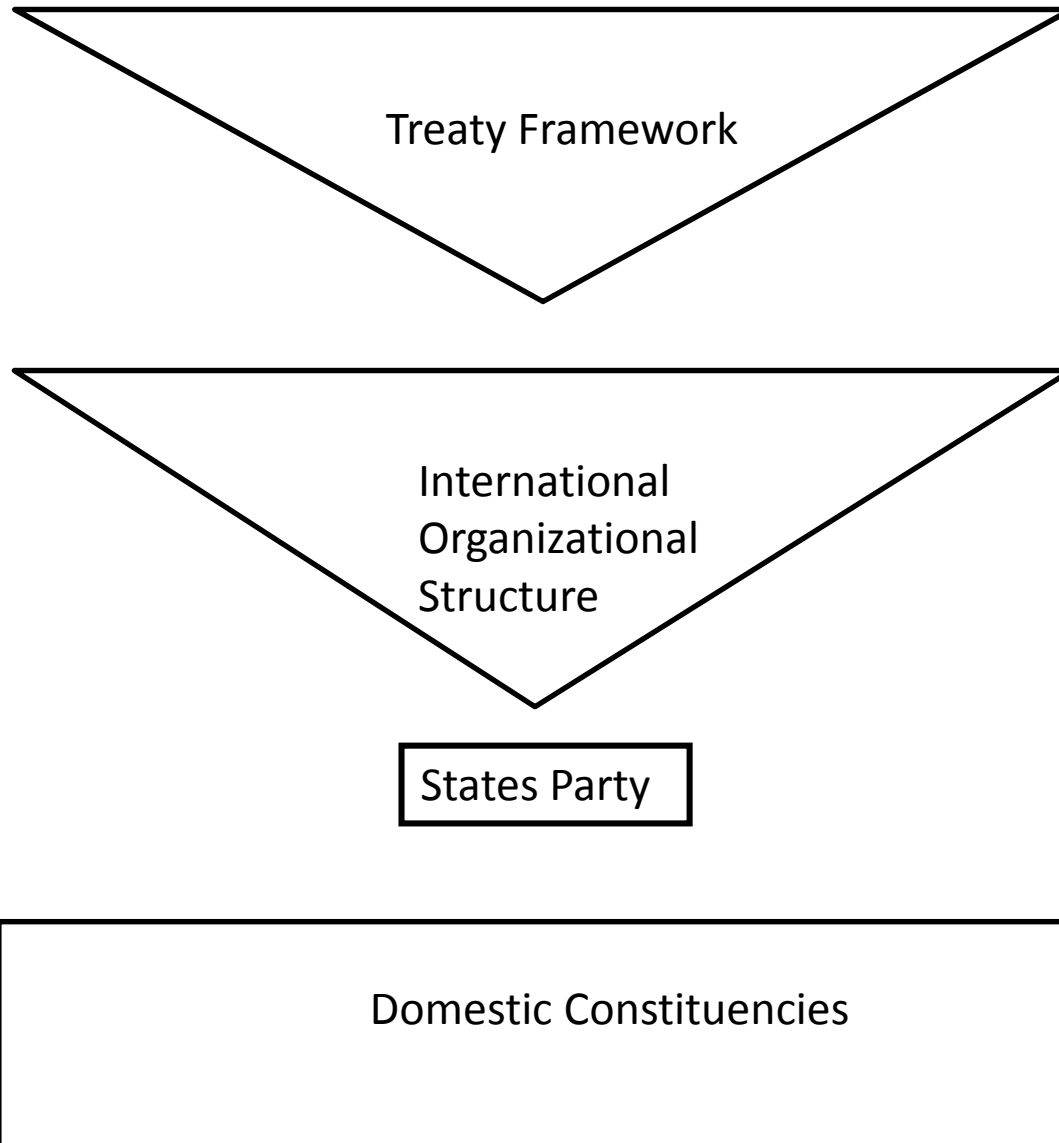 Treaty Framework
International
Organizational
Structure
States Party
Domestic Constituencies